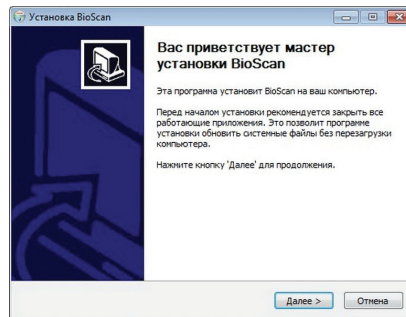 Установка BioScan
Вас приветствует мастер
установки BioScan
Эта программа установит BioScan на ваш компьютер.
Перед началом установки рекомендуется закрыть все
работающие приложения. Это позволит программе
установки обновить системные файлы без перезагрузки
компьютера.
Нажмите кнопку 'Далее' для продолжения.
Далее >
Отмена